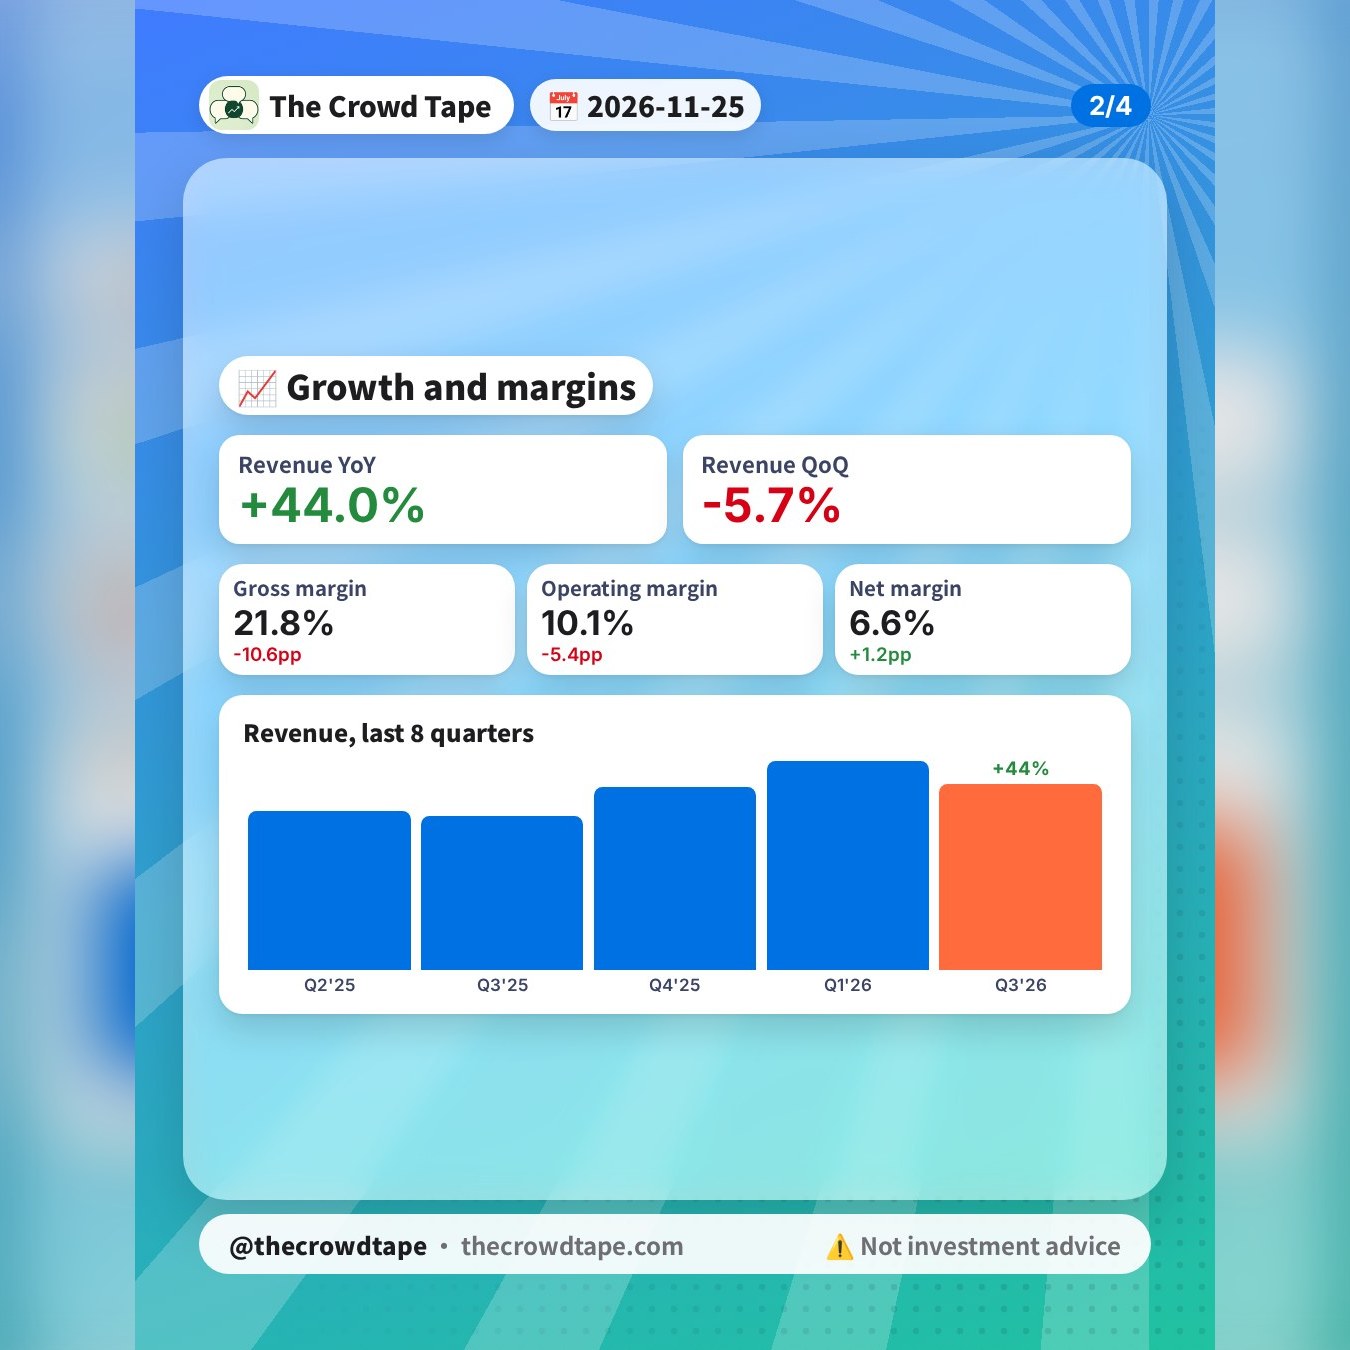 The Crowd Tape
2026-11-25
2/4
Growth and margins
Revenue YoY
+44.0%
Revenue QoQ
-5.7%
Gross margin
21.8%
-10.6pp
Operating margin
10.1%
-5.4pp
Net margin
6.6%
+1.2pp
Revenue, last 8 quarters
+44%
Q2'25
Q3'25
Q4'25
Q1'26
Q3'26
@thecrowdtape • thecrowdtape.com
Not investment advice